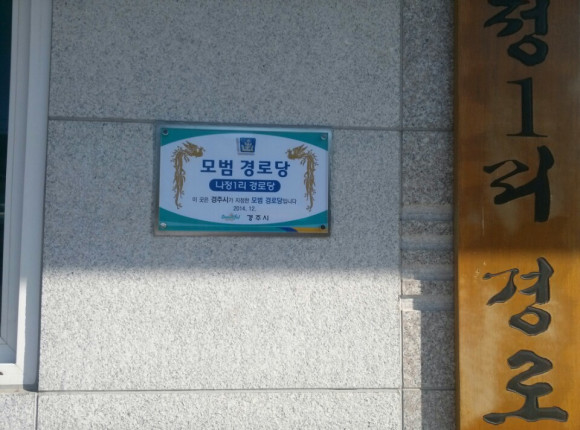 모범 경로당
나정1리 경로당
이 곳은 경주시가 지정한 모범 경로당입니다
2014. 12.
경주시
정1리 경로